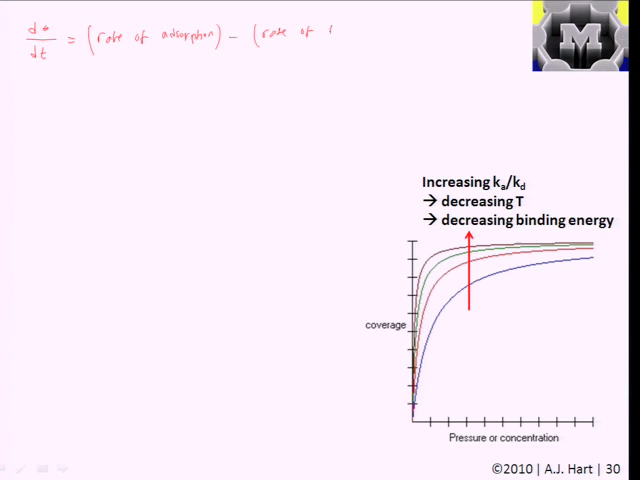 dθ/dt = (rate of adsorption) − (rate of
M
Increasing ka/kd
→ decreasing T
→ decreasing binding energy
coverage
Pressure or concentration
©2010 | A.J. Hart | 30